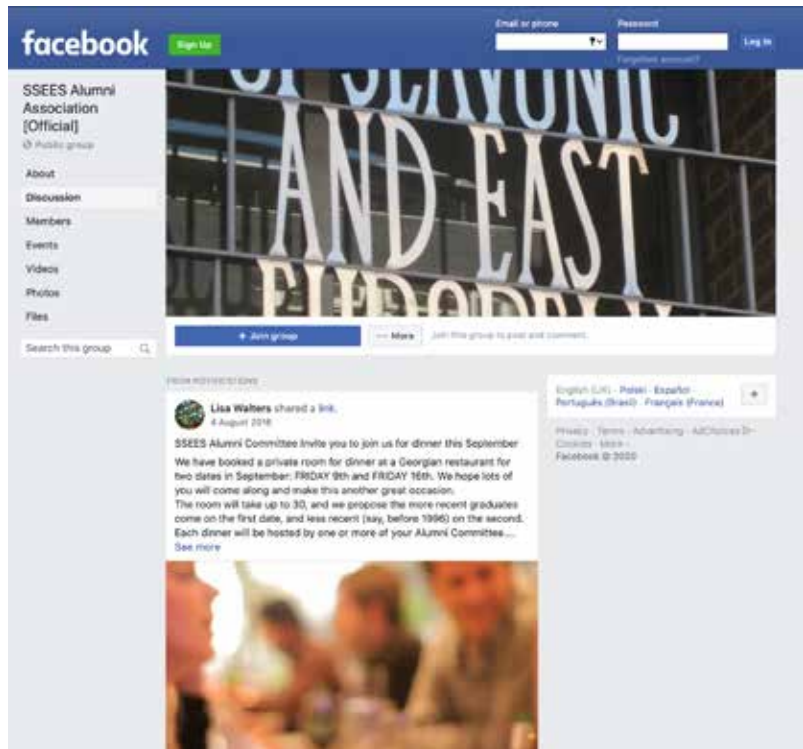 Email or phone
Password
facebook
Sign Up
Log In
Forgotten account?
SSEES Alumni
Association
[Official]
Public group
About
Discussion
Members
Events
Videos
Photos
Files
Search this group
OF SLAVONIC
AND EAST
EUROPEAN
+ Join group
··· More
Join this group to post and comment.
FROM NOTIFICATIONS
Lisa Walters shared a link.
4 August 2016
SSEES Alumni Committee Invite you to join us for dinner this September
We have booked a private room for dinner at a Georgian restaurant for
two dates in September: FRIDAY 9th and FRIDAY 16th. We hope lots of
you will come along and make this another great occasion.
The room will take up to 30, and we propose the more recent graduates
come on the first date, and less recent (say, before 1996) on the second.
Each dinner will be hosted by one or more of your Alumni Committee....
See more
English (UK) · Polski · Español ·
Português (Brasil) · Français (France)
+
Privacy · Terms · Advertising · AdChoices ·
Cookies · More ·
Facebook © 2020